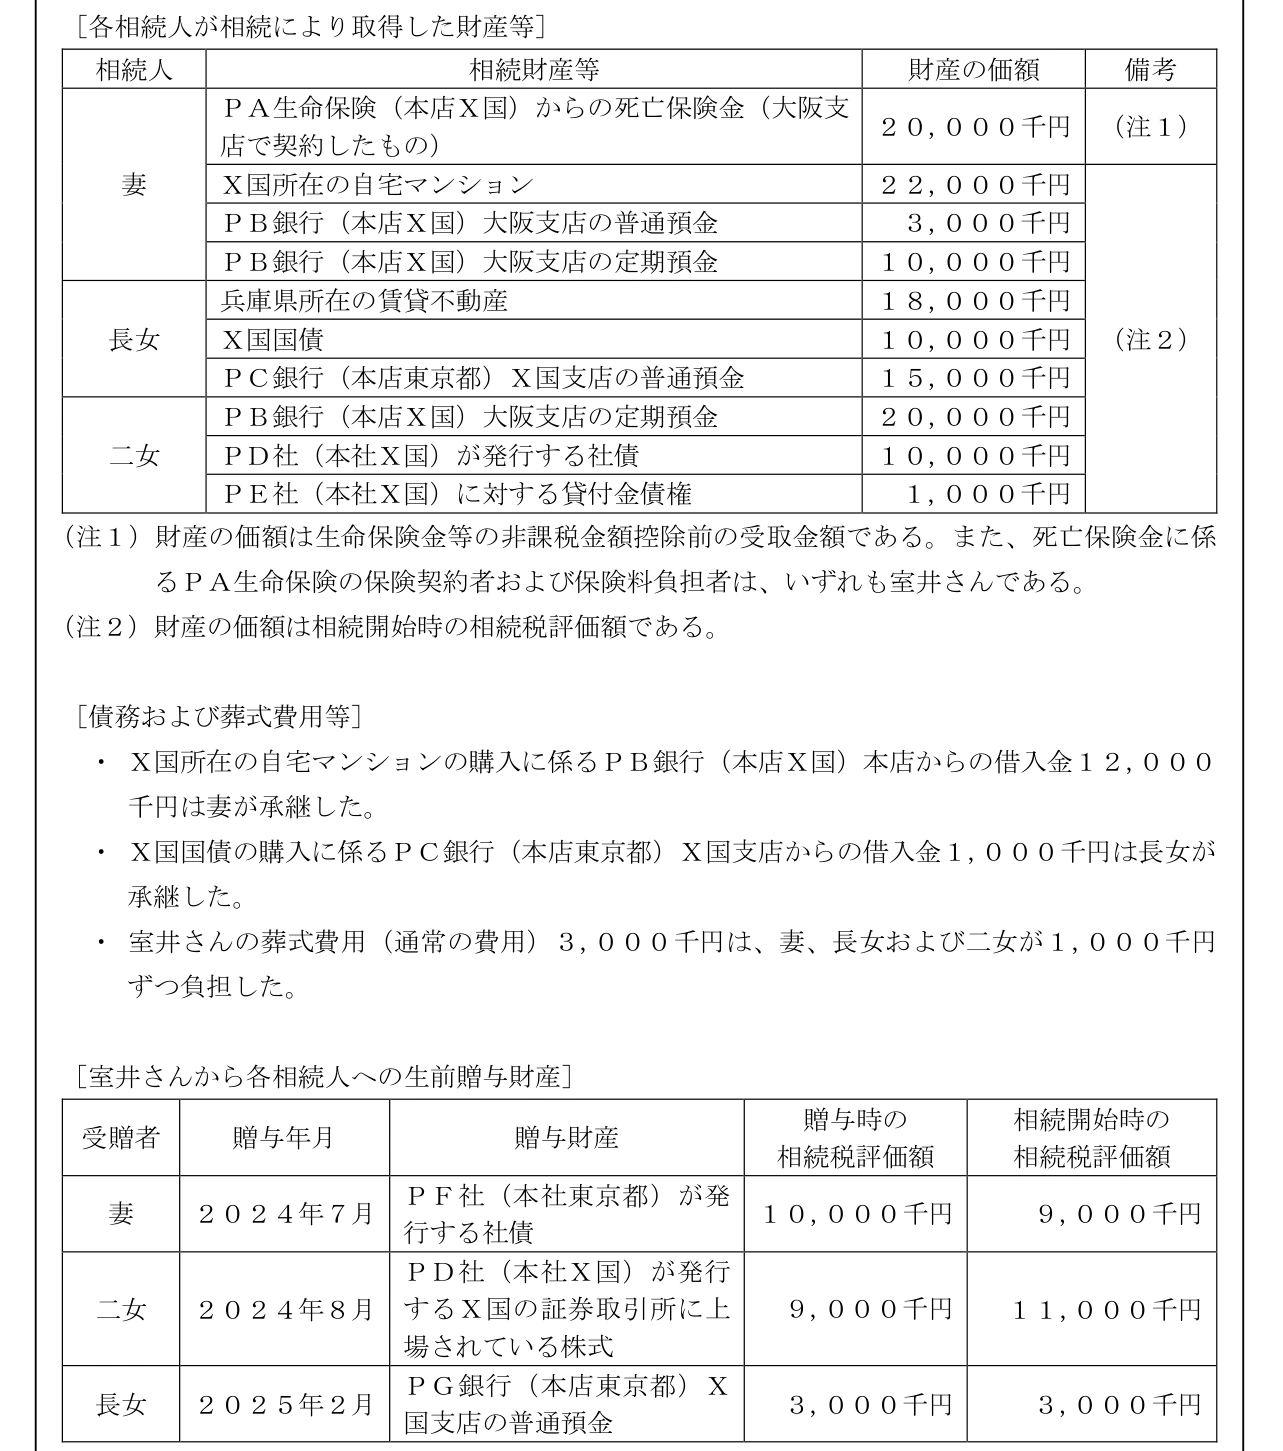 ［各相続人が相続により取得した財産等］
相続人 相続財産等 財産の価額 備考
妻
ＰＡ生命保険（本店Ｘ国）からの死亡保険金（大阪支
店で契約したもの）
２０，０００千円 （注１）
Ｘ国所在の自宅マンション ２２，０００千円
ＰＢ銀行（本店Ｘ国）大阪支店の普通預金 ３，０００千円
ＰＢ銀行（本店Ｘ国）大阪支店の定期預金 １０，０００千円
長女
兵庫県所在の賃貸不動産 １８，０００千円
Ｘ国国債 １０，０００千円 （注２）
ＰＣ銀行（本店東京都）Ｘ国支店の普通預金 １５，０００千円
二女
ＰＢ銀行（本店Ｘ国）大阪支店の定期預金 ２０，０００千円
ＰＤ社（本社Ｘ国）が発行する社債 １０，０００千円
ＰＥ社（本社Ｘ国）に対する貸付金債権 １，０００千円
（注１）財産の価額は生命保険金等の非課税金額控除前の受取金額である。また、死亡保険金に係
るＰＡ生命保険の保険契約者および保険料負担者は、いずれも室井さんである。
（注２）財産の価額は相続開始時の相続税評価額である。
［債務および葬式費用等］
・ Ｘ国所在の自宅マンションの購入に係るＰＢ銀行（本店Ｘ国）本店からの借入金１２，０００
千円は妻が承継した。
・ Ｘ国国債の購入に係るＰＣ銀行（本店東京都）Ｘ国支店からの借入金１，０００千円は長女が
承継した。
・ 室井さんの葬式費用（通常の費用）３，０００千円は、妻、長女および二女が１，０００千円
ずつ負担した。
［室井さんから各相続人への生前贈与財産］
受贈者 贈与年月 贈与財産
贈与時の
相続税評価額
相続開始時の
相続税評価額
妻 ２０２４年７月
ＰＦ社（本社東京都）が発
行する社債
１０，０００千円 ９，０００千円
二女 ２０２４年８月
ＰＤ社（本社Ｘ国）が発行
するＸ国の証券取引所に上
場されている株式
９，０００千円 １１，０００千円
長女 ２０２５年２月
ＰＧ銀行（本店東京都）Ｘ
国支店の普通預金
３，０００千円 ３，０００千円